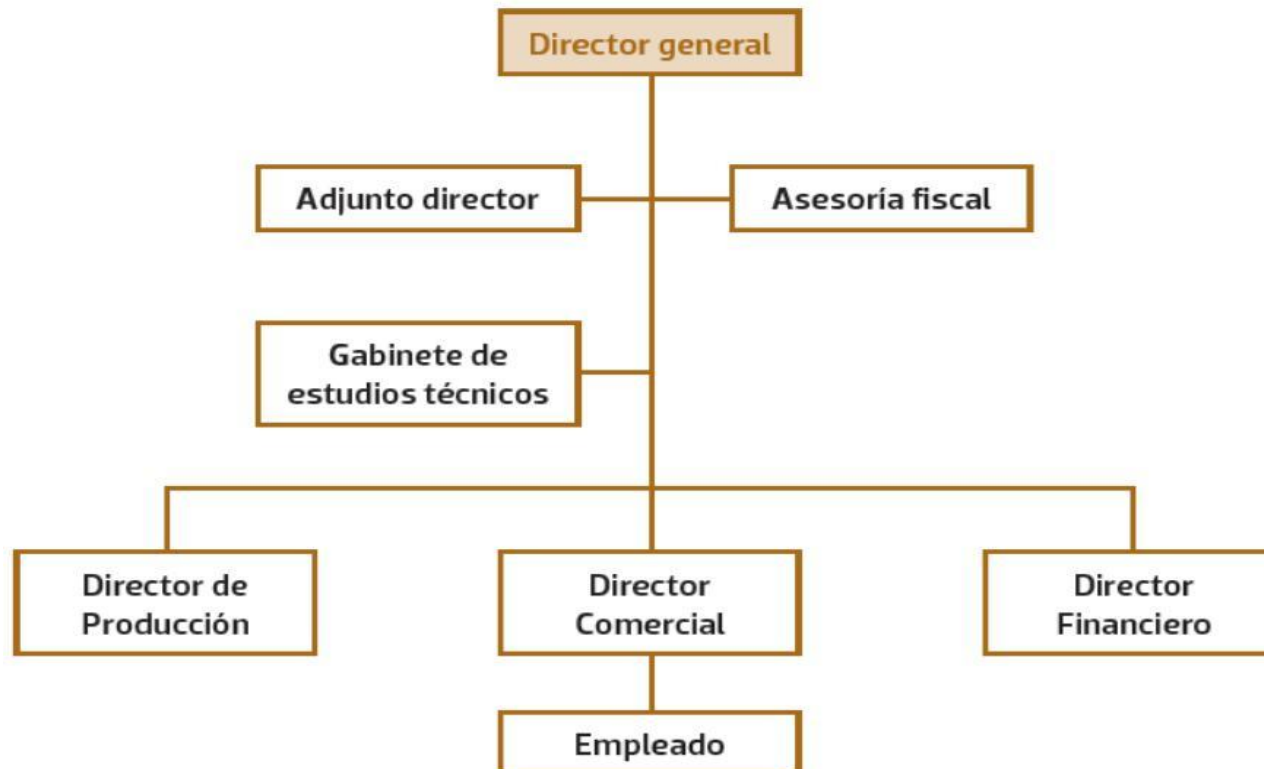 Director general
Adjunto director
Asesoría fiscal
Gabinete de
estudios técnicos
Director de
Producción
Director
Comercial
Director
Financiero
Empleado